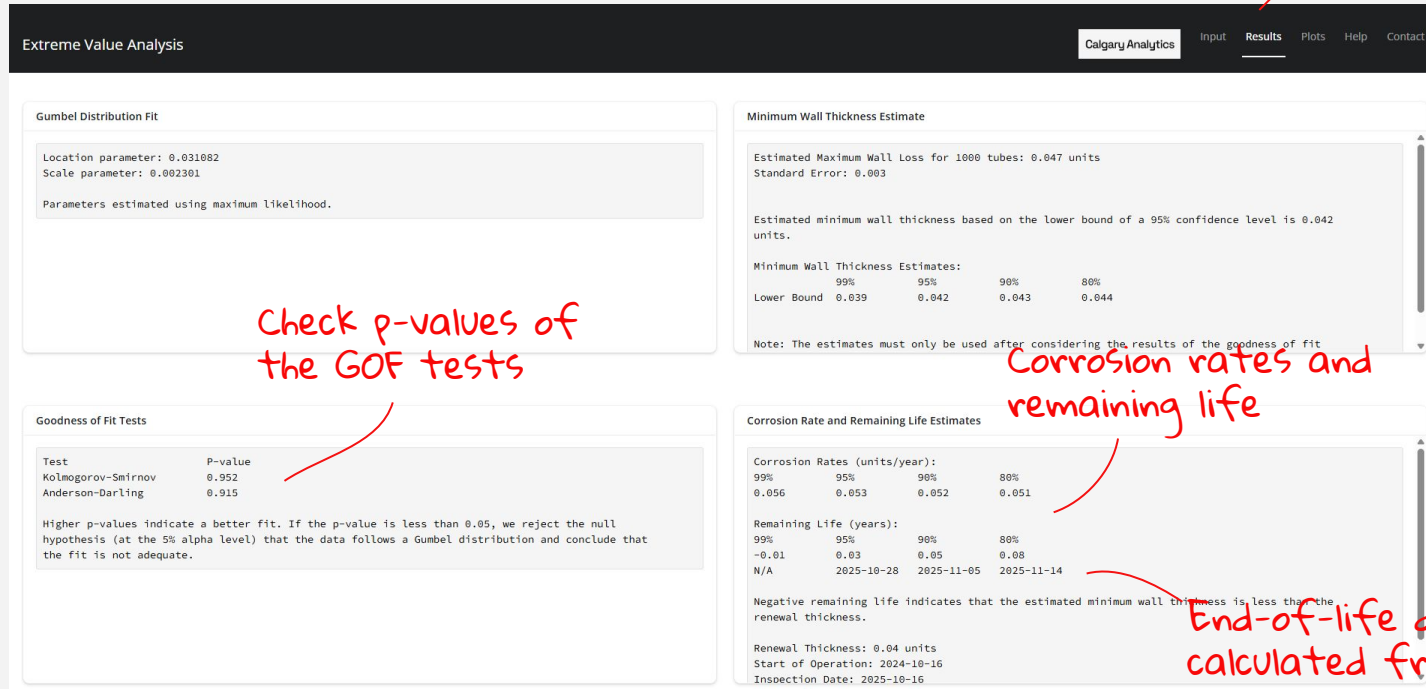 Extreme Value Analysis
Calgary Analytics
Input Results Plots Help Contact
Gumbel Distribution Fit
Location parameter: 0.031082
Scale parameter: 0.002301
Parameters estimated using maximum likelihood.
Minimum Wall Thickness Estimate
Estimated Maximum Wall Loss for 1000 tubes: 0.047 units
Standard Error: 0.003
Estimated minimum wall thickness based on the lower bound of a 95% confidence level is 0.042
units.
Minimum Wall Thickness Estimates:
99% 95% 90% 80%
Lower Bound 0.039 0.042 0.043 0.044
Note: The estimates must only be used after considering the results of the goodness of fit
Check p-values of
the GOF tests
Corrosion rates and
remaining life
Goodness of Fit Tests
Test P-value
Kolmogorov-Smirnov 0.952
Anderson-Darling 0.915
Higher p-values indicate a better fit. If the p-value is less than 0.05, we reject the null
hypothesis (at the 5% alpha level) that the data follows a Gumbel distribution and conclude that
the fit is not adequate.
Corrosion Rate and Remaining Life Estimates
Corrosion Rates (units/year):
99% 95% 90% 80%
0.056 0.053 0.052 0.051
Remaining Life (years):
99% 95% 90% 80%
-0.01 0.03 0.05 0.08
N/A 2025-10-28 2025-11-05 2025-11-14
Negative remaining life indicates that the estimated minimum wall thickness is less than the
renewal thickness.
Renewal Thickness: 0.04 units
Start of Operation: 2024-10-16
Inspection Date: 2025-10-16
End-of-life
calculated